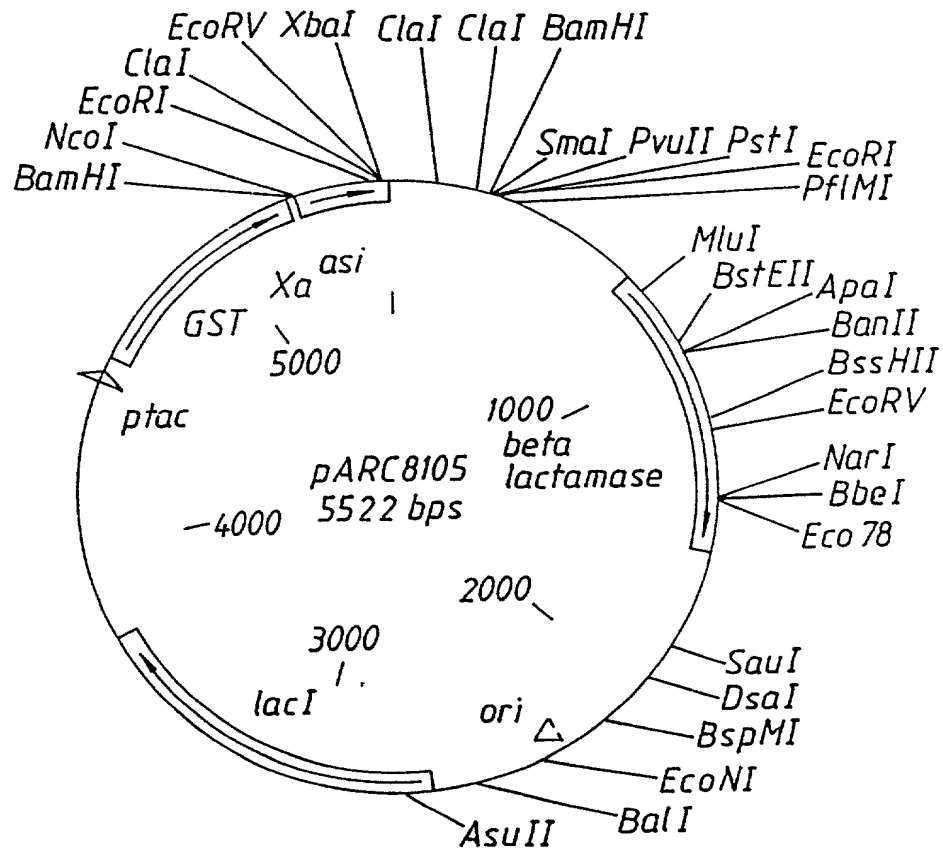 EcoRV XbaI ClaI ClaI BamHI
ClaI
EcoRI
NcoI
BamHI
SmaI PvuII PstI
EcoRI
PflMI
MluI
BstEII
ApaI
BanII
BssHII
EcoRV
NarI
BbeI
Eco 78
SauI
DsaI
BspMI
EcoNI
BalI
AsuII
asi
Xa
GST
5000
ptac
1000
beta
lactamase
pARC8105
5522 bps
4000
2000
3000
lacI
ori